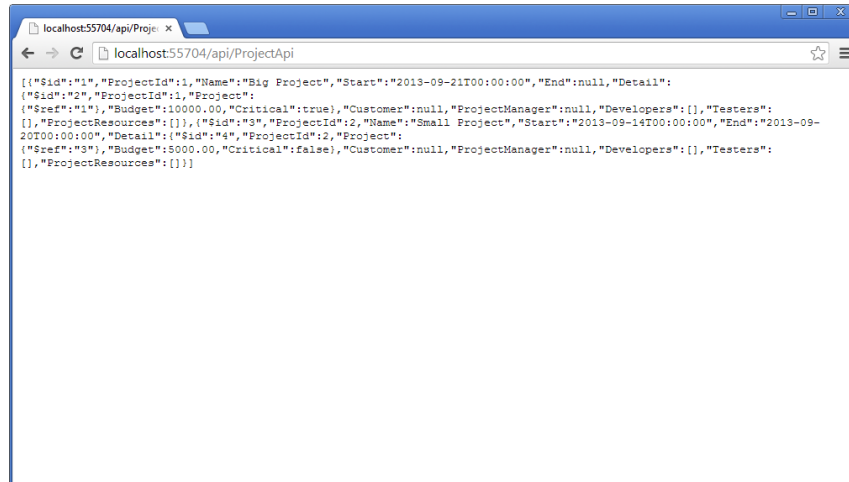 localhost:55704/api/Proje
localhost:55704/api/ProjectApi
[{"$id":"1","ProjectId":1,"Name":"Big Project","Start":"2013-09-21T00:00:00","End":null,"Detail":
{"$id":"2","ProjectId":1,"Project":
{"$ref":"1"},"Budget":10000.00,"Critical":true},"Customer":null,"ProjectManager":null,"Developers":[],"Testers":
[],"ProjectResources":[]},{"$id":"3","ProjectId":2,"Name":"Small Project","Start":"2013-09-14T00:00:00","End":"2013-09-
20T00:00:00","Detail":{"$id":"4","ProjectId":2,"Project":
{"$ref":"3"},"Budget":5000.00,"Critical":false},"Customer":null,"ProjectManager":null,"Developers":[],"Testers":
[],"ProjectResources":[]}]